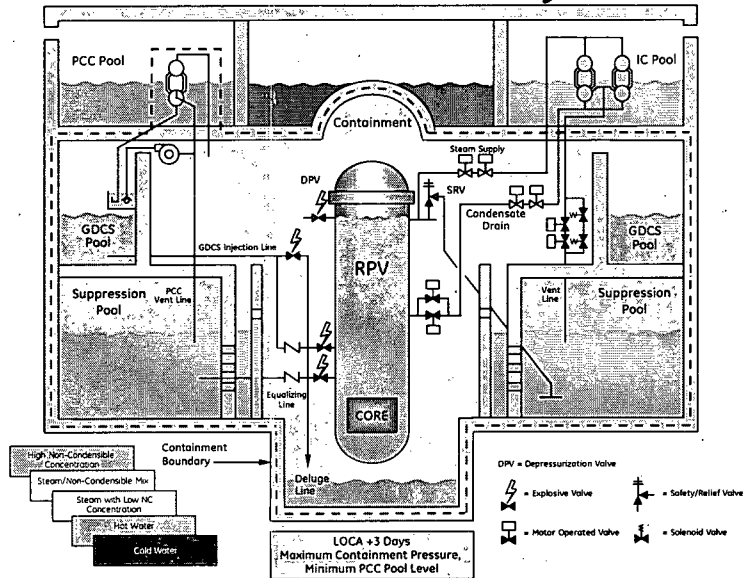 PCC Pool
IC Pool
Containment
Steam Supply
DPV
SRV
Condensate
Drain
GDCS
Pool
GDCS Injection Line
RPV
GDCS
Pool
Suppression
Pool
PCC
Vent Line
Vent
Line
Suppression
Pool
Equalizing
Line
CORE
High Non-Condensible
Concentration
Steam/Non-Condensible Mix
Steam with Low NC
Concentration
Hot Water
Cold Water
Containment
Boundary
Deluge
Line
DPV = Depressurization Valve
= Explosive Valve
= Safety/Relief Valve
= Motor Operated Valve
= Solenoid Valve
LOCA +3 Days
Maximum Containment Pressure,
Minimum PCC Pool Level